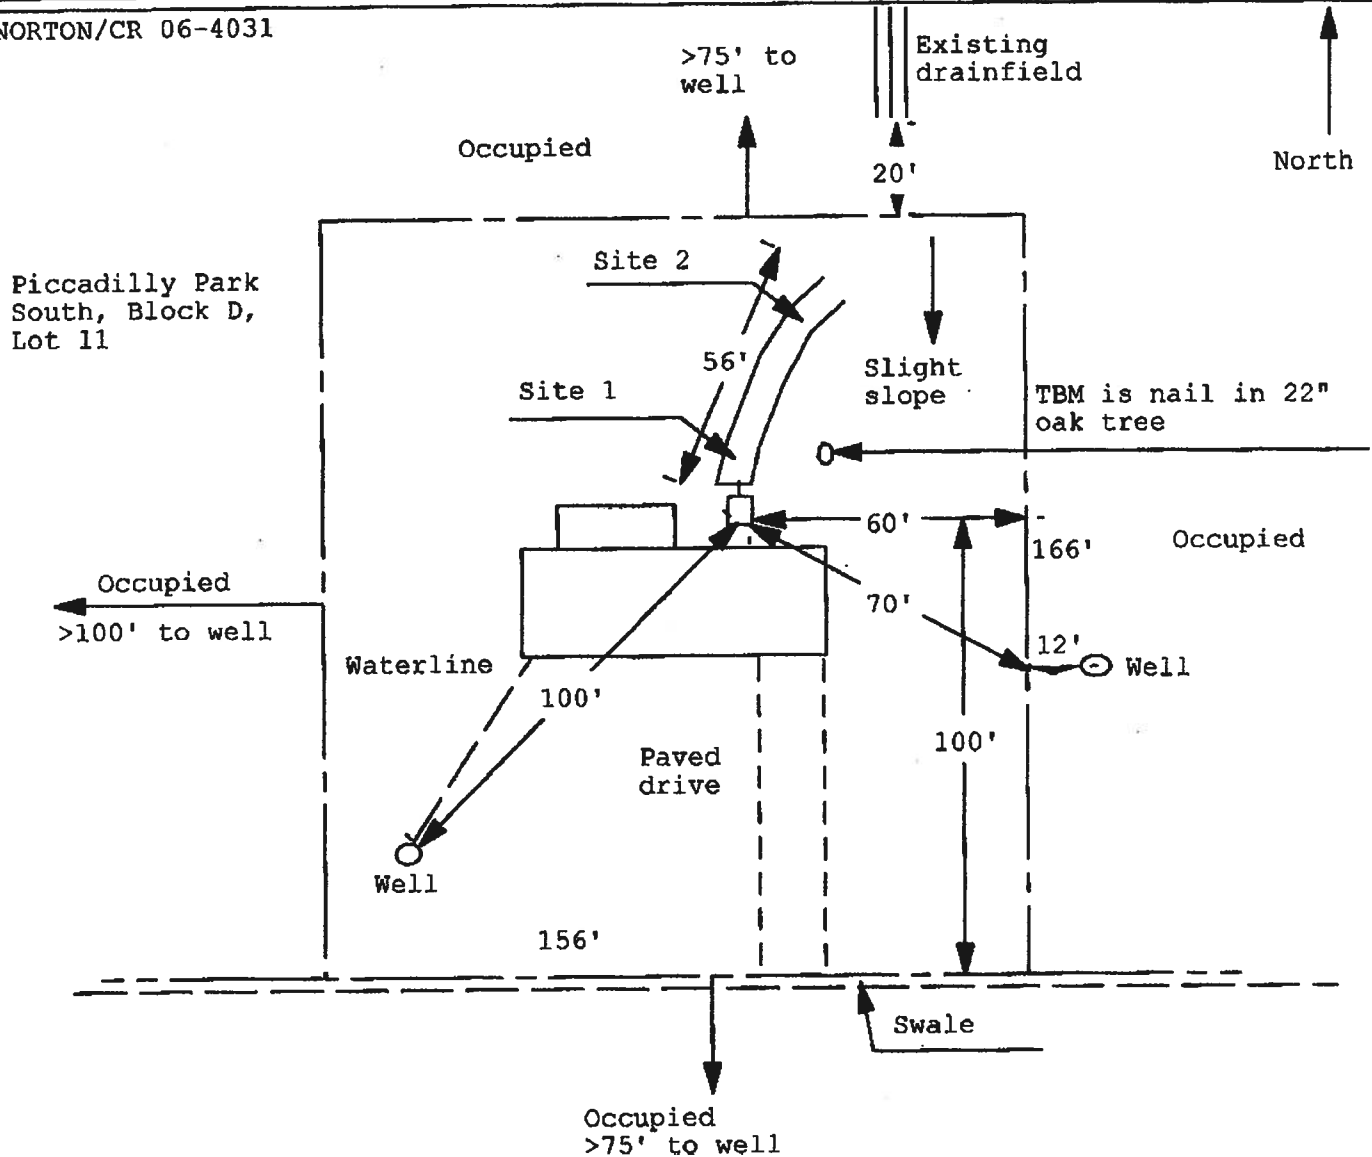 NORTON/CR 06-4031
>75' to
well
Existing
drainfield
Occupied
20'
North
Site 2
Piccadilly Park
South, Block D,
Lot 11
56'
Slight
slope
Site 1
TBM is nail in 22"
oak tree
60'
166'
Occupied
Occupied
>100' to well
70'
12'
Well
Waterline
100'
100'
Paved
drive
Well
156'
Swale
Occupied
>75' to well